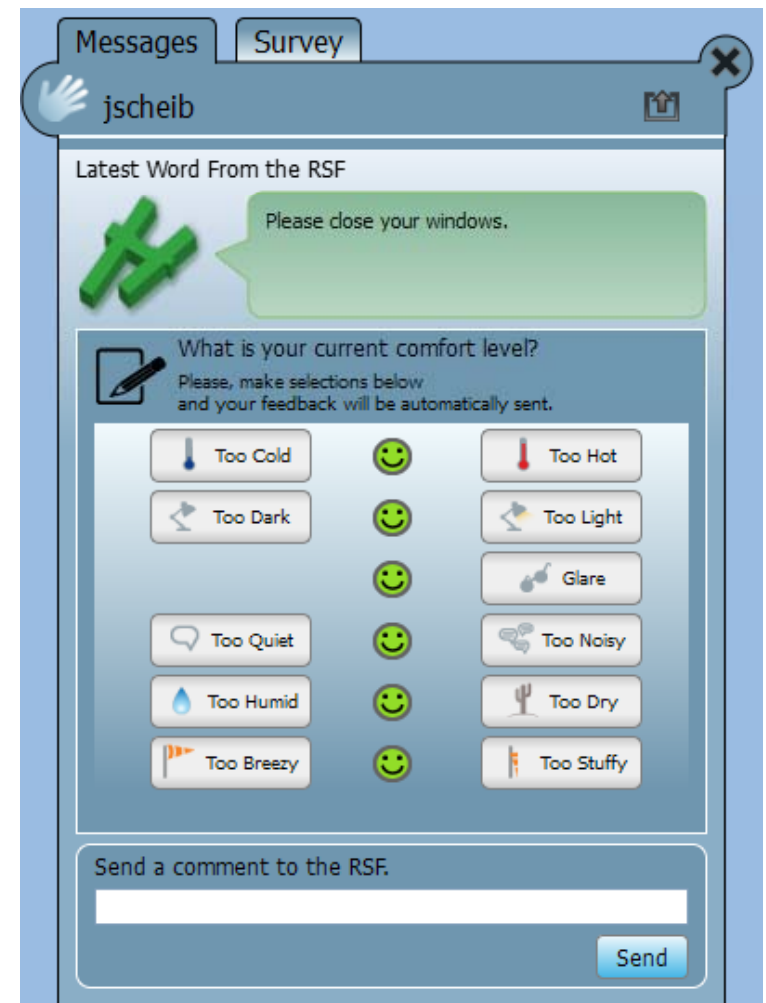 Messages
Survey
jscheib
Latest Word From the RSF
Please close your windows.
What is your current comfort level?
Please, make selections below
and your feedback will be automatically sent.
Too Cold
Too Hot
Too Dark
Too Light
Glare
Too Quiet
Too Noisy
Too Humid
Too Dry
Too Breezy
Too Stuffy
Send a comment to the RSF.
Send